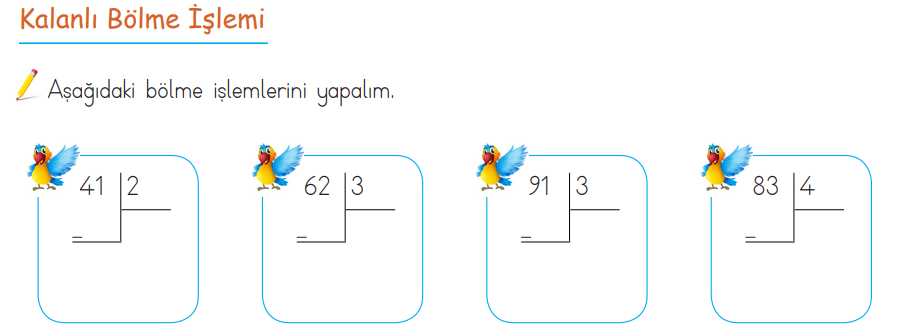 Kalanlı Bölme İşlemi
Aşağıdaki bölme işlemlerini yapalım.
41 2 62 3 91 3 83 4
- - - -